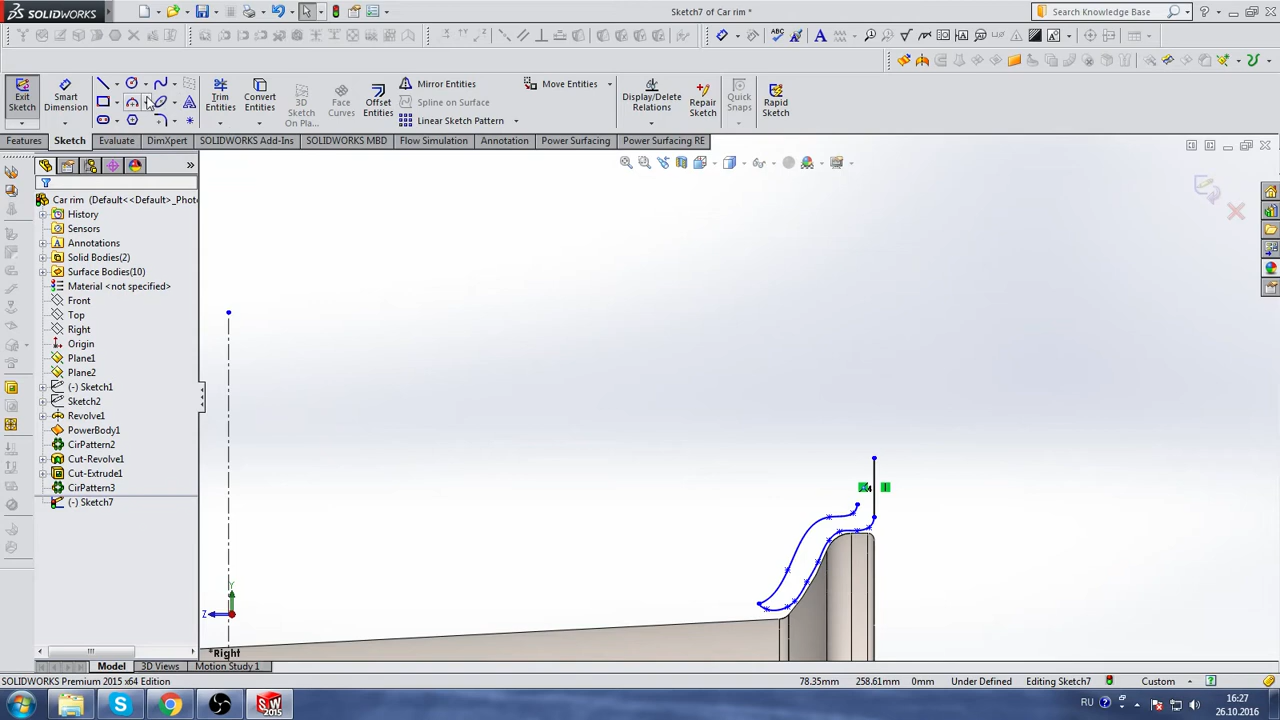 SOLIDWORKS
Sketch7 of Car rim *
Search Knowledge Base
Exit Sketch
Smart Dimension
Trim Entities
Convert Entities
3D Sketch On Pla...
Face Curves
Offset Entities
Mirror Entities
Spline on Surface
Linear Sketch Pattern
Move Entities
Display/Delete Relations
Repair Sketch
Quick Snaps
Rapid Sketch
Features
Sketch
Evaluate
DimXpert
SOLIDWORKS Add-Ins
SOLIDWORKS MBD
Flow Simulation
Annotation
Power Surfacing
Power Surfacing RE
Car rim (Default<<Default>_Phot
History
Sensors
Annotations
Solid Bodies(2)
Surface Bodies(10)
Material <not specified>
Front
Top
Right
Origin
Plane1
Plane2
(-) Sketch1
Sketch2
Revolve1
PowerBody1
CirPattern2
Cut-Revolve1
Cut-Extrude1
CirPattern3
(-) Sketch7
Y
Z
*Right
Model
3D Views
Motion Study 1
SOLIDWORKS Premium 2015 x64 Edition
78.35mm
258.61mm
0mm
Under Defined
Editing Sketch7
Custom
RU
16:27
26.10.2016